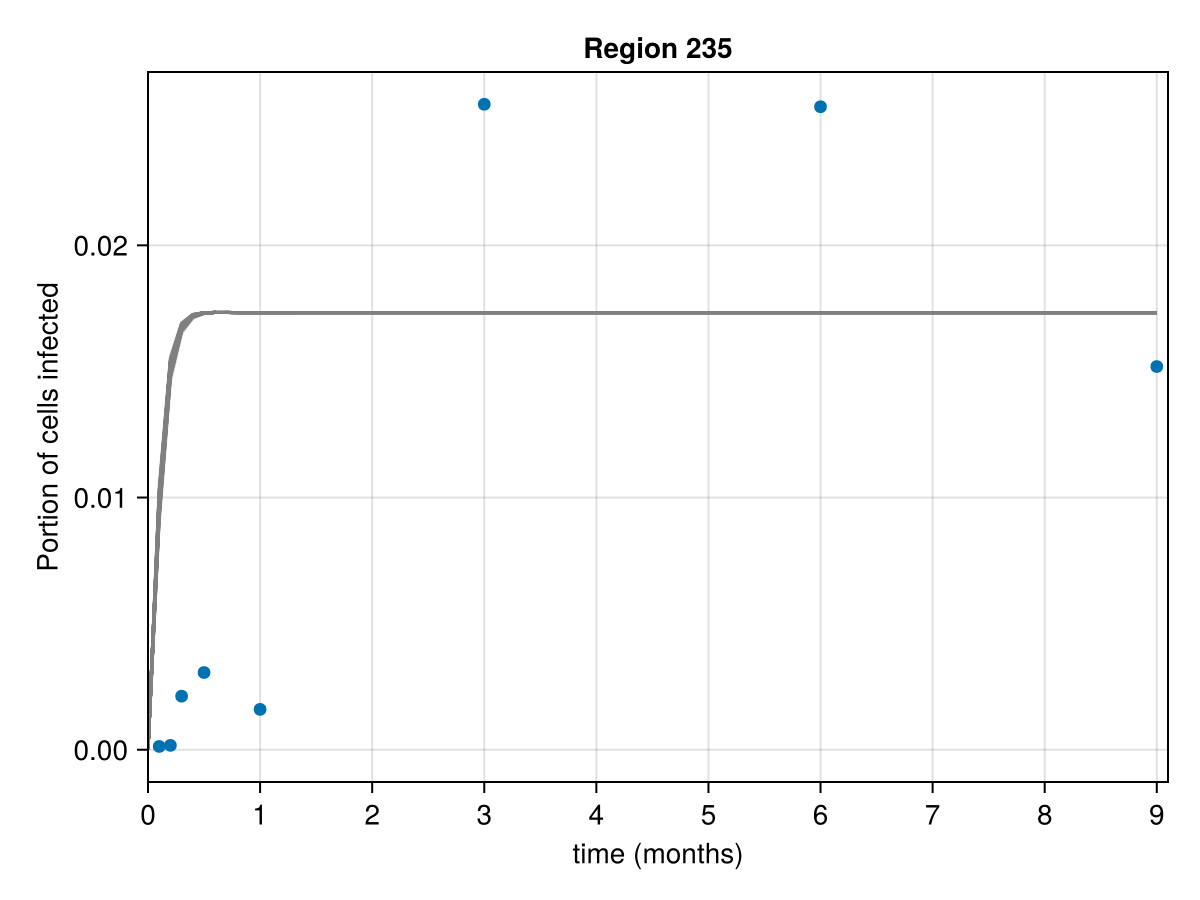 Region 235
Portion of cells infected
0.02
0.01
0.00
0 1 2 3 4 5 6 7 8 9
time (months)